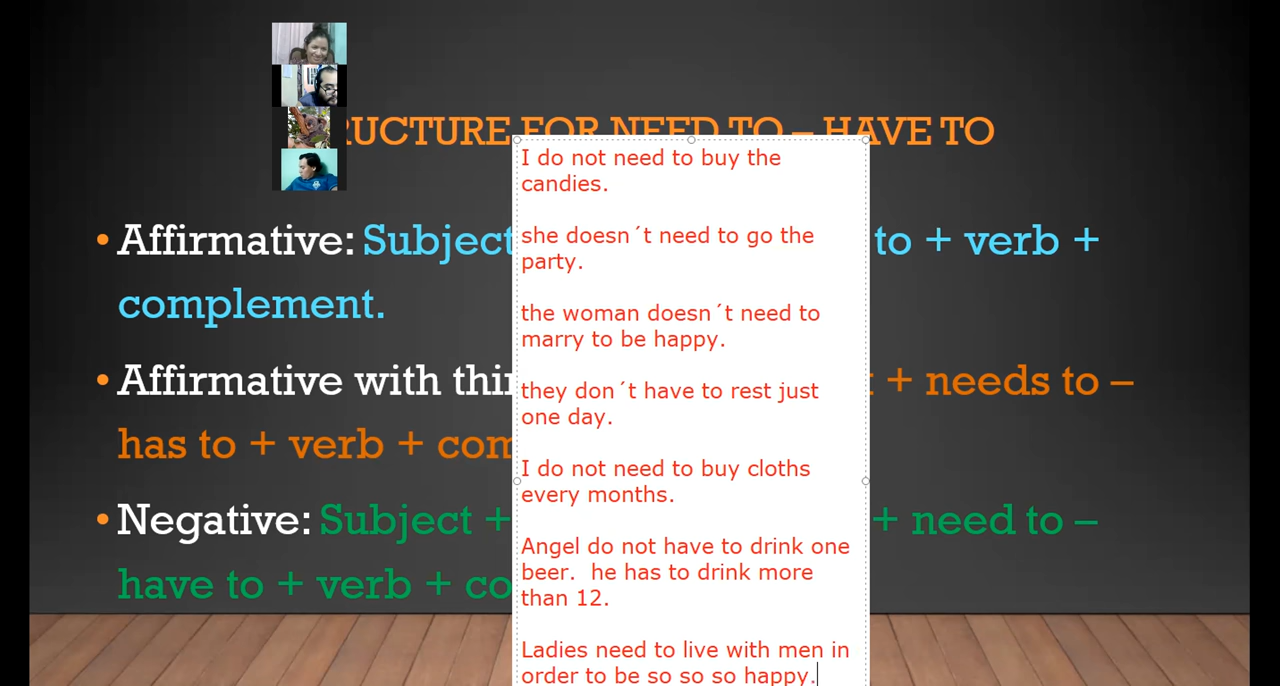 RUCTURE FOR NEED TO – HAVE TO
• Affirmative: Subject to + verb +
complement.
• Affirmative with + needs to –
has to + verb +
• Negative: Subject + + need to –
have to + verb +
I do not need to buy the
candies.
she doesn´t need to go the
party.
the woman doesn´t need to
marry to be happy.
they don´t have to rest just
one day.
I do not need to buy cloths
every months.
Angel do not have to drink one
beer.  he has to drink more
than 12.
Ladies need to live with men in
order to be so so so happy.